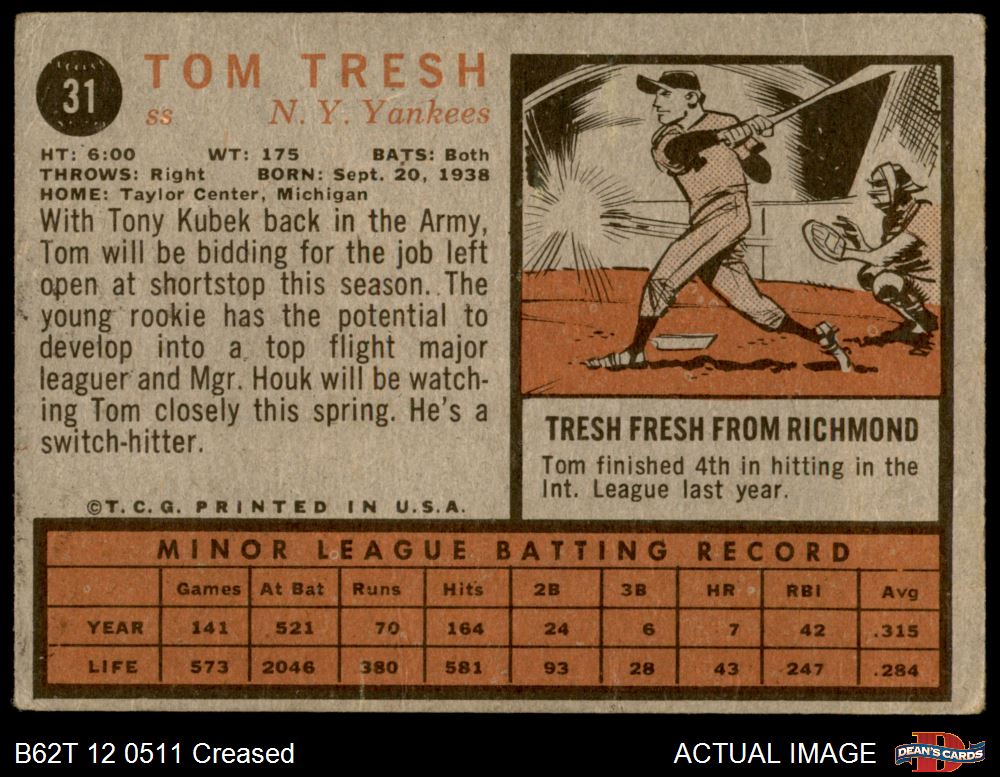 31
TOM TRESH
ss N. Y. Yankees
HT: 6:00 WT: 175 BATS: Both
THROWS: Right BORN: Sept. 20, 1938
HOME: Taylor Center, Michigan
With Tony Kubek back in the Army,
Tom will be bidding for the job left
open at shortstop this season. The
young rookie has the potential to
develop into a top flight major
leaguer and Mgr. Houk will be watch-
ing Tom closely this spring. He's a
switch-hitter.
©T. C. G. PRINTED IN U.S.A.
TRESH FRESH FROM RICHMOND
Tom finished 4th in hitting in the
Int. League last year.
MINOR LEAGUE BATTING RECORD
Games At Bat Runs Hits 2B 3B HR RBI Avg
YEAR 141 521 70 164 24 6 7 42 .315
LIFE 573 2046 380 581 93 28 43 247 .284
B62T 12 0511 Creased
ACTUAL IMAGE
D
DEAN'S CARDS